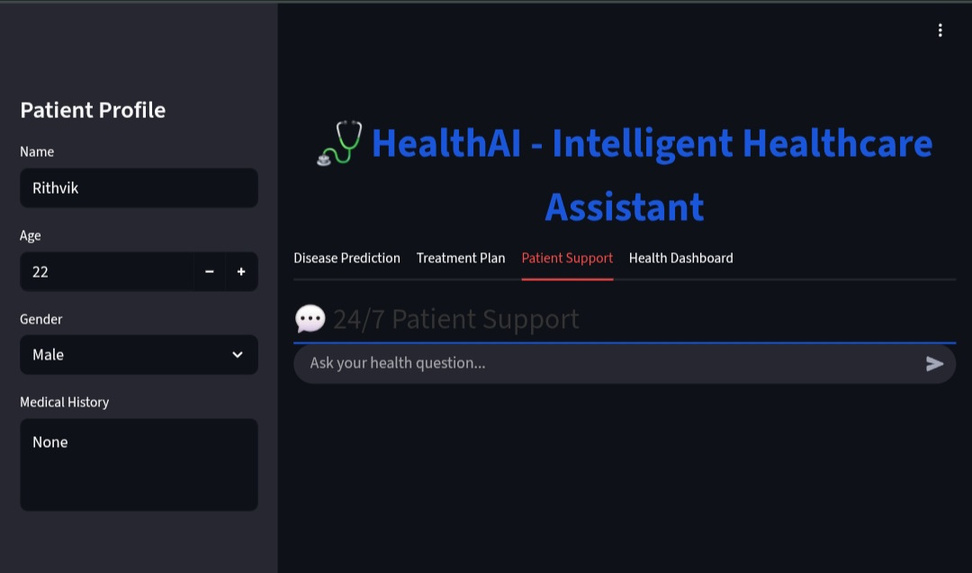 Patient Profile
Name
Rithvik
Age
22
Gender
Male
Medical History
None
HealthAI - Intelligent Healthcare
Assistant
Disease Prediction Treatment Plan Patient Support Health Dashboard
24/7 Patient Support
Ask your health question...